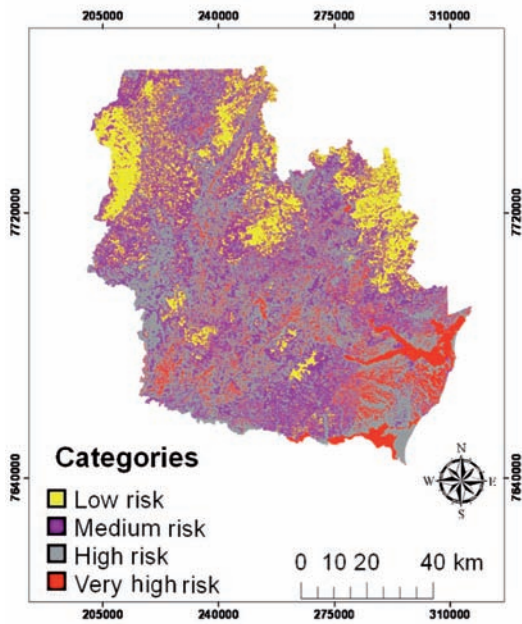 205000 240000 275000 310000
7720000 7720000
7640000 7640000
Categories
Low risk
Medium risk
High risk
Very high risk
N
W E
S
0 10 20 40 km
205000 240000 275000 310000